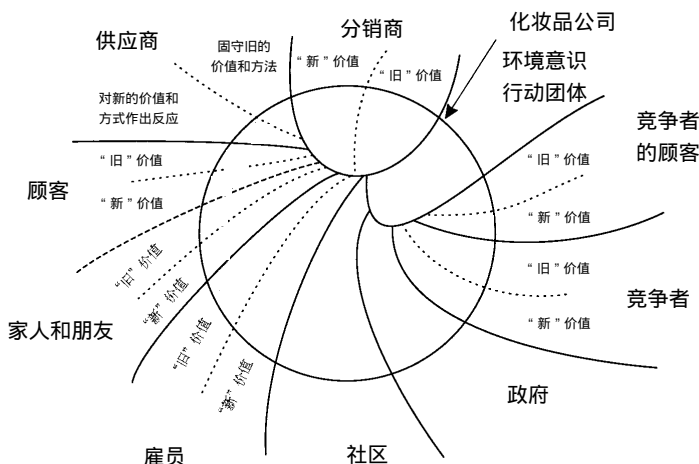 供应商
固守旧的
价值和方法
对新的价值和
方式作出反应
分销商
“新”价值
“旧”价值
化妆品公司
环境意识
行动团体
竞争者
的顾客
“旧”价值
“新”价值
顾客
“旧”价值
“新”价值
“旧”价值
“新”价值
竞争者
“旧”价值
“新”价值
家人和朋友
“旧”价值
“新”价值
政府
雇员
社区